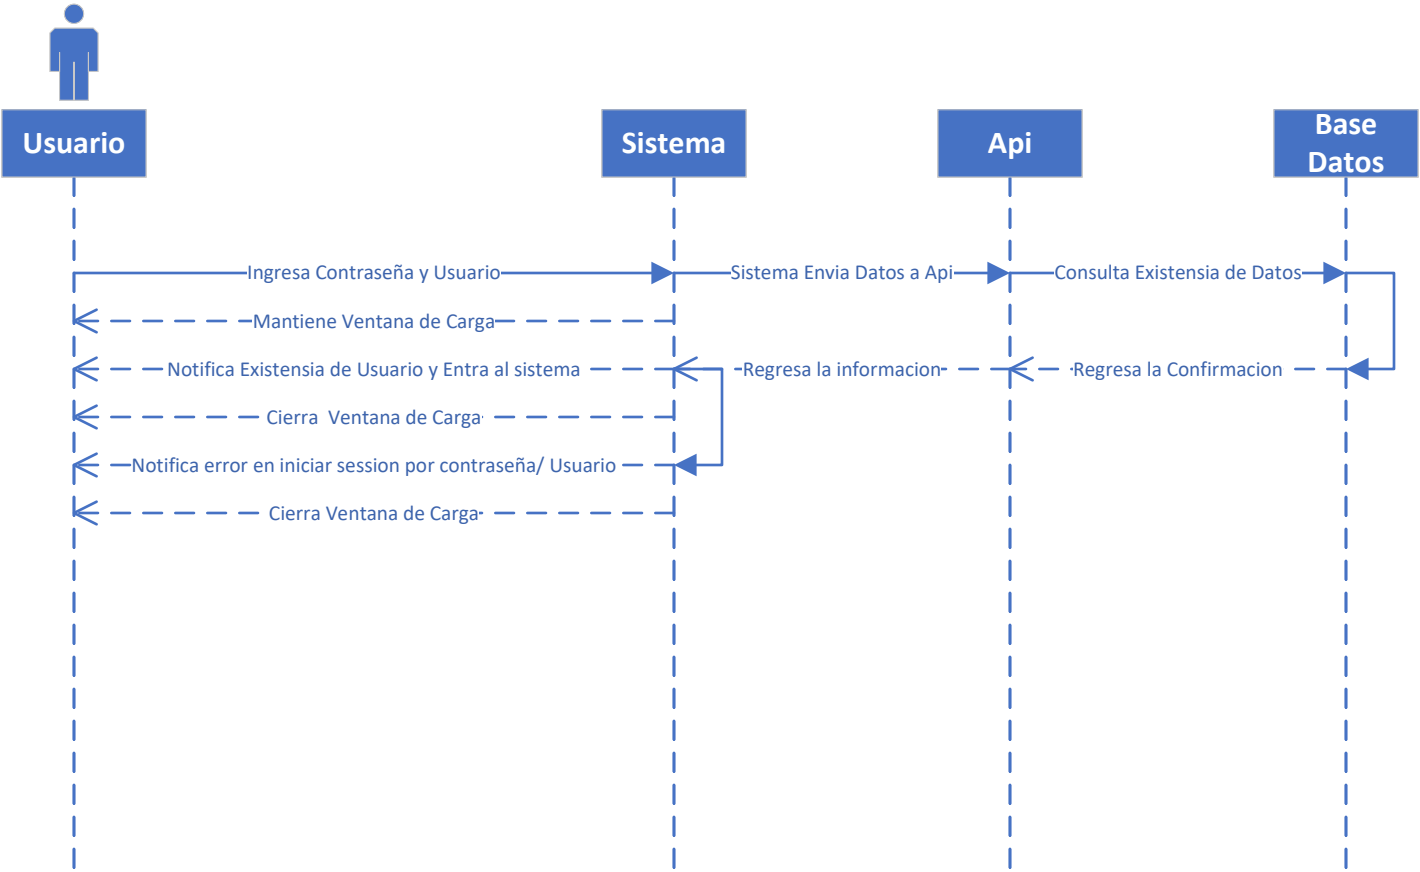 Usuario
Sistema
Api
Base
Datos
Ingresa Contraseña y Usuario
Sistema Envia Datos a Api
Consulta Existensia de Datos
Mantiene Ventana de Carga
Notifica Existensia de Usuario y Entra al sistema
Regresa la informacion
Regresa la Confirmacion
Cierra Ventana de Carga
Notifica error en iniciar session por contraseña/ Usuario
Cierra Ventana de Carga